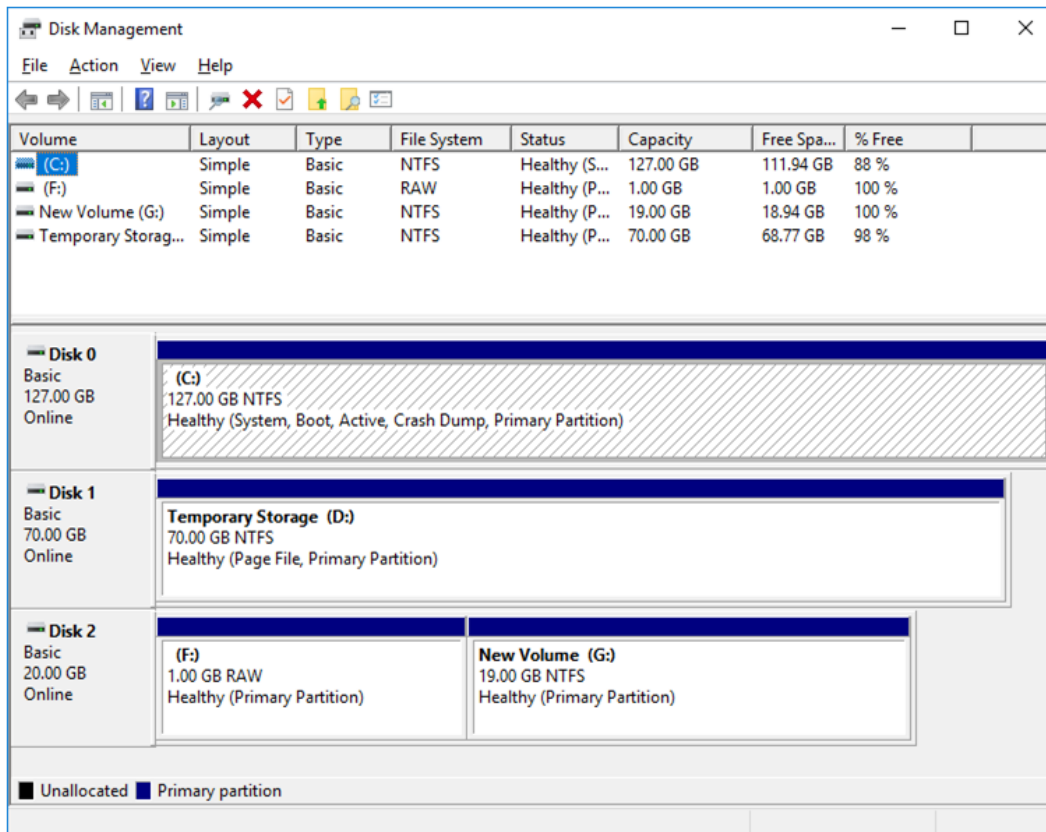 Disk Management
File Action View Help
Volume Layout Type File System Status Capacity Free Spa... % Free
(C:) Simple Basic NTFS Healthy (S... 127.00 GB 111.94 GB 88 %
(F:) Simple Basic RAW Healthy (P... 1.00 GB 1.00 GB 100 %
New Volume (G:) Simple Basic NTFS Healthy (P... 19.00 GB 18.94 GB 100 %
Temporary Storag... Simple Basic NTFS Healthy (P... 70.00 GB 68.77 GB 98 %
Disk 0
Basic
127.00 GB
Online
(C:)
127.00 GB NTFS
Healthy (System, Boot, Active, Crash Dump, Primary Partition)
Disk 1
Basic
70.00 GB
Online
Temporary Storage (D:)
70.00 GB NTFS
Healthy (Page File, Primary Partition)
Disk 2
Basic
20.00 GB
Online
(F:)
1.00 GB RAW
Healthy (Primary Partition)
New Volume (G:)
19.00 GB NTFS
Healthy (Primary Partition)
Unallocated Primary partition